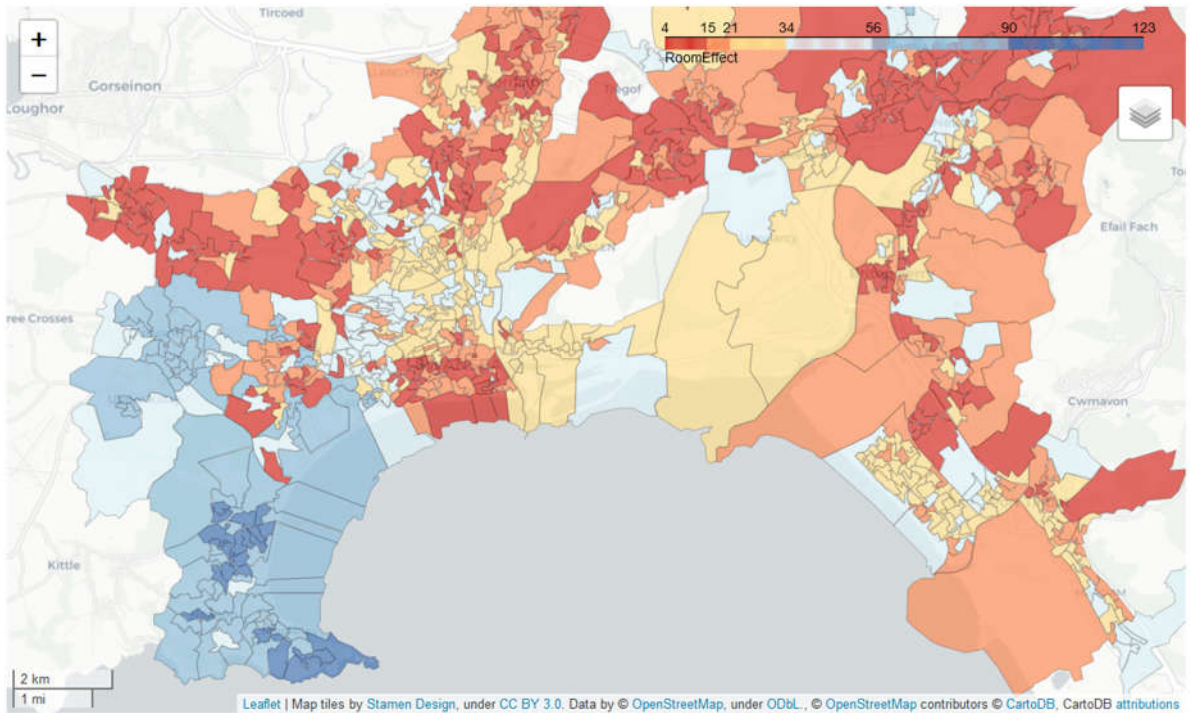 Tircoed
+
4 15 21 34 56 90 123
RoomEffect
−
Gorseinon
Loughor
Efail Fach
ree Crosses
Cwmavon
Kittle
2 km
1 mi
Leaflet | Map tiles by Stamen Design, under CC BY 3.0. Data by © OpenStreetMap, under ODbL., © OpenStreetMap contributors © CartoDB, CartoDB attributions